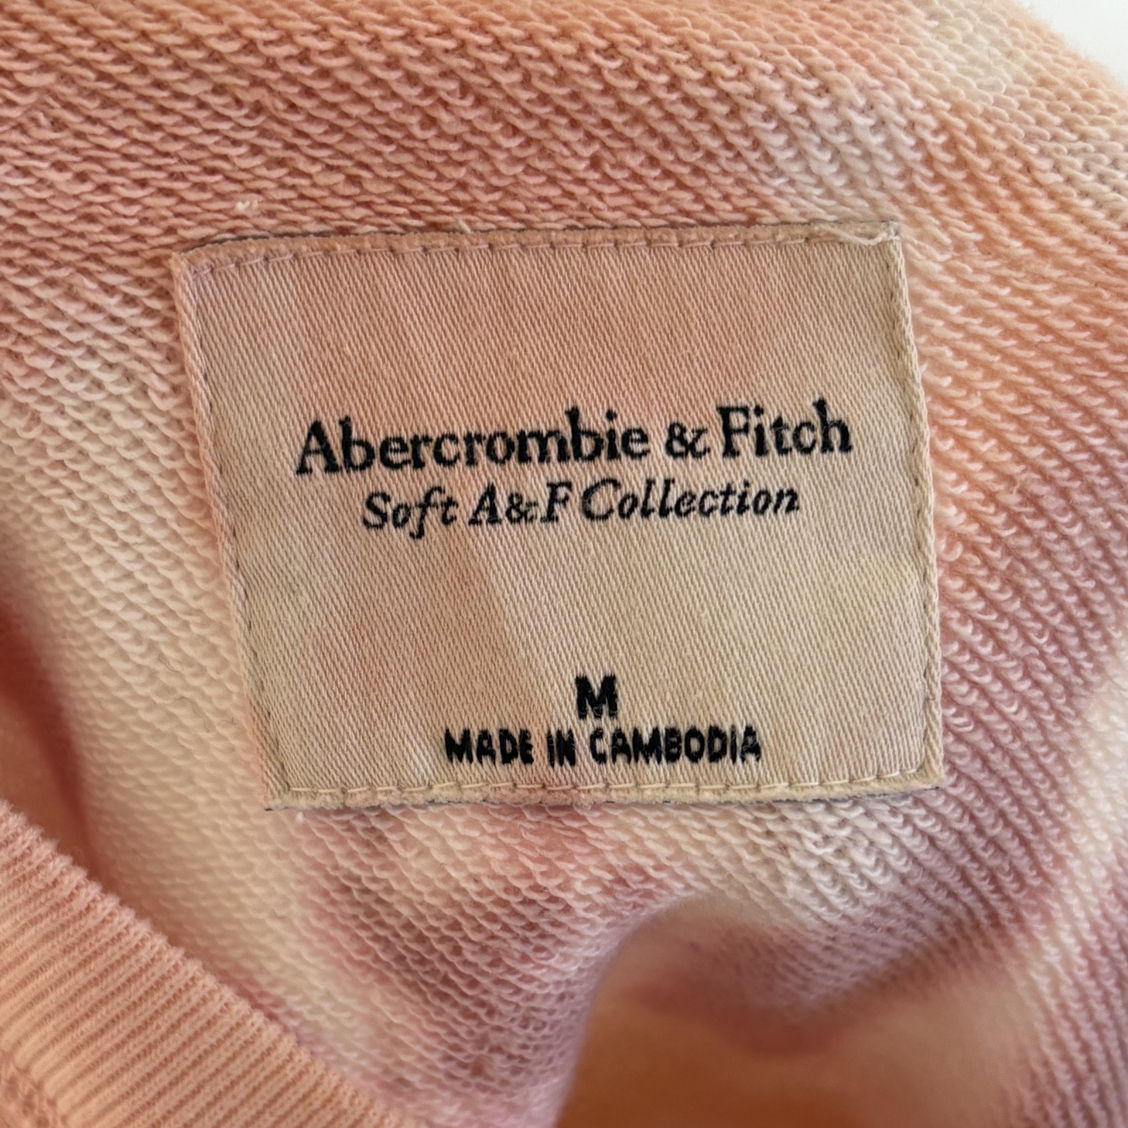 Abercrombie & Fitch
Soft A&F Collection
M
MADE IN CAMBODIA